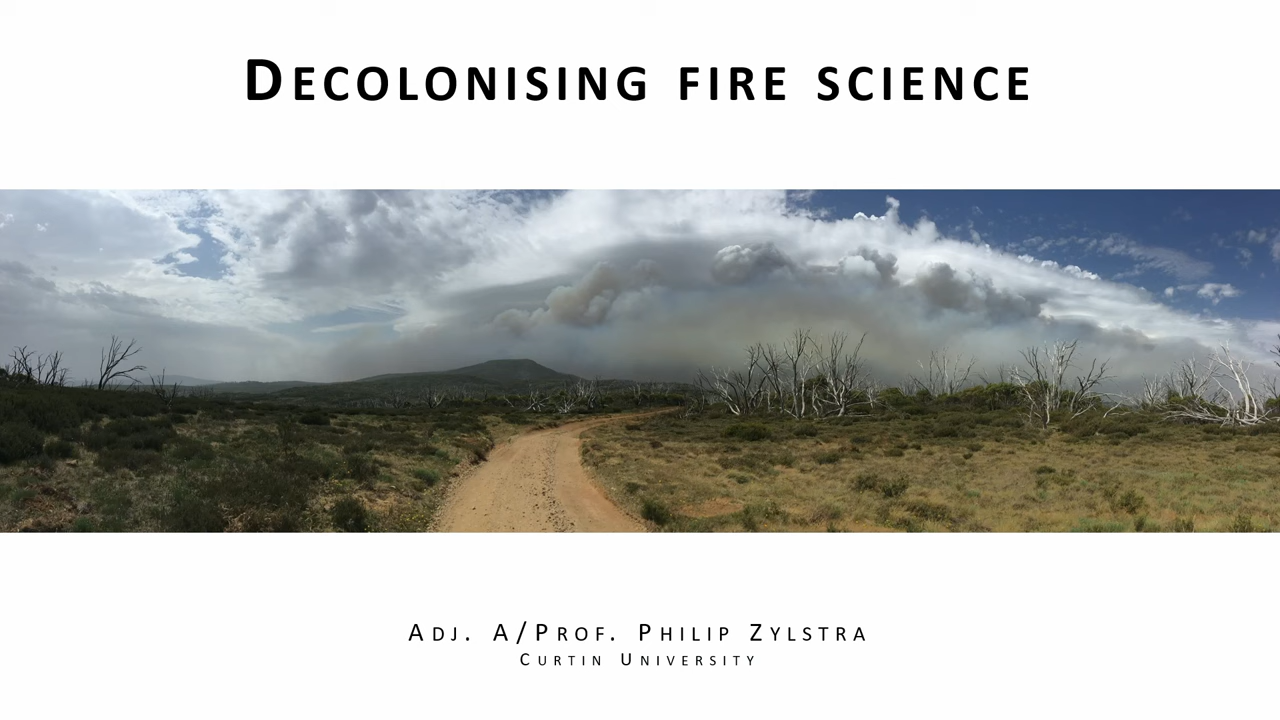 Decolonising fire science
Adj. A/Prof. Philip Zylstra
Curtin University